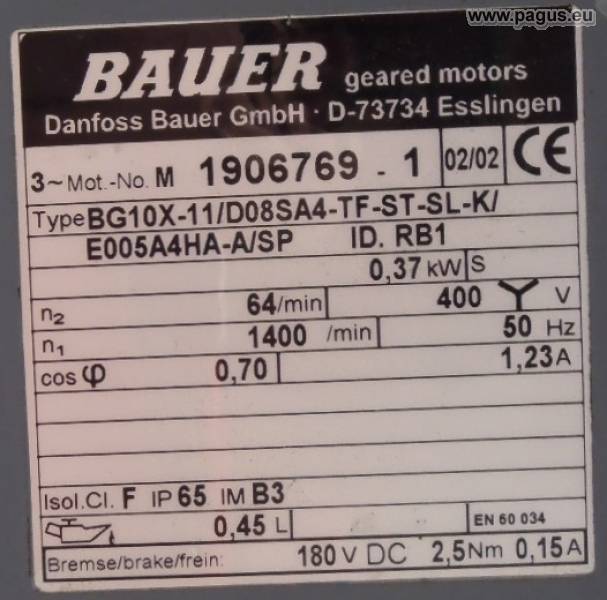 www.pagus.eu
BAUER geared motors
Danfoss Bauer GmbH · D-73734 Esslingen
3~Mot.-No. M 1906769 - 1 02/02 CE
Type BG10X-11/D08SA4-TF-ST-SL-K/
E005A4HA-A/SP ID. RB1
0,37 kW S
n₂ 64/min 400 Y V
n₁ 1400 /min 50 Hz
cos φ 0,70 1,23 A
Isol.Cl. F IP 65 IM B3
0,45 L EN 60 034
Bremse/brake/frein: 180 V DC 2,5Nm 0,15 A